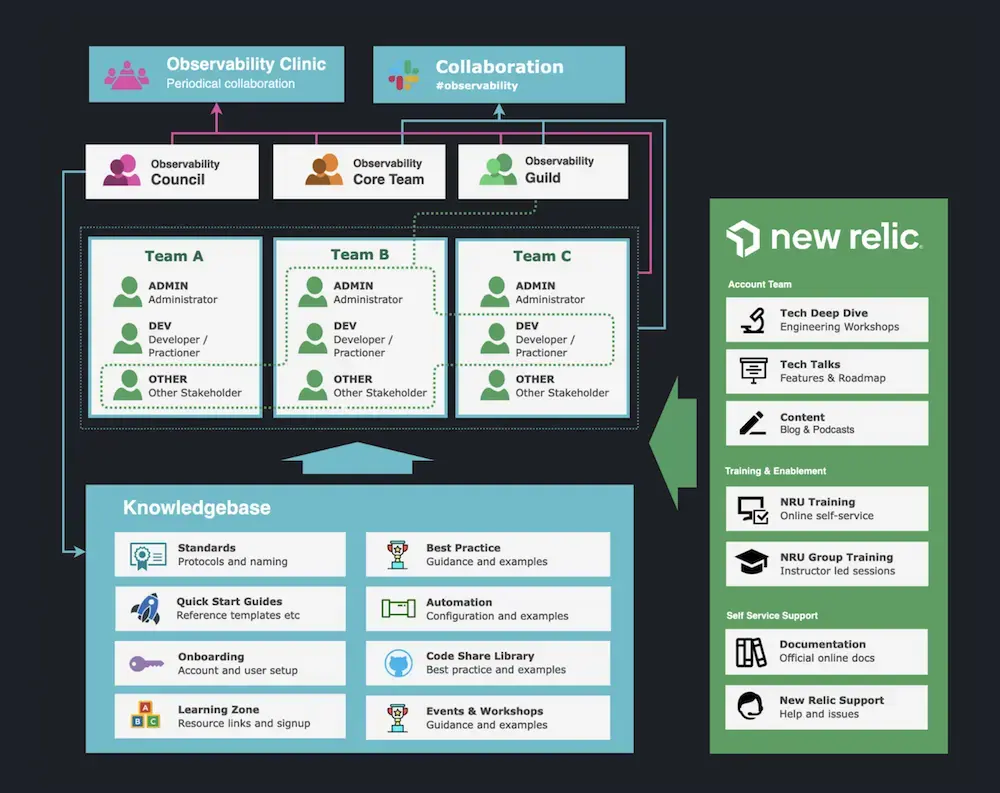 Observability Clinic
Periodical collaboration
Collaboration
#observability
Observability
Council
Observability
Core Team
Observability
Guild
Team A
ADMIN
Administrator
DEV
Developer /
Practioner
OTHER
Other Stakeholder
Team B
ADMIN
Administrator
DEV
Developer /
Practioner
OTHER
Other Stakeholder
Team C
ADMIN
Administrator
DEV
Developer /
Practioner
OTHER
Other Stakeholder
Knowledgebase
Standards
Protocols and naming
Best Practice
Guidance and examples
Quick Start Guides
Reference templates etc
Automation
Configuration and examples
Onboarding
Account and user setup
Code Share Library
Best practice and examples
A
B C
Learning Zone
Resource links and signup
Events & Workshops
Guidance and examples
new relic.
Account Team
Tech Deep Dive
Engineering Workshops
Tech Talks
Features & Roadmap
Content
Blog & Podcasts
Training & Enablement
NRU Training
Online self-service
NRU Group Training
Instructor led sessions
Self Service Support
Documentation
Official online docs
New Relic Support
Help and issues